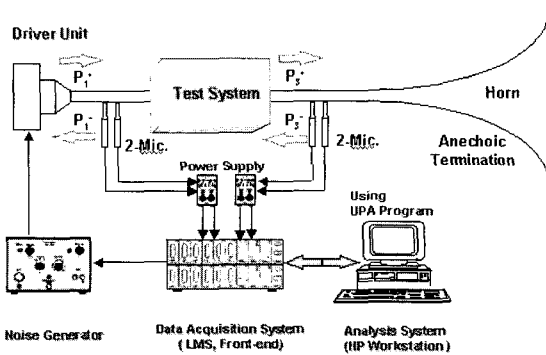 Driver Unit
P₁⁺
P₃⁺
Test System
Horn
P₁⁻
P₃⁻
2-Mic.
2-Mic.
Anechoic
Termination
Power Supply
Using
UPA Program
Noise Generator
Data Acquisition System
( LMS, Front-end)
Analysis System
(HP Workstation )